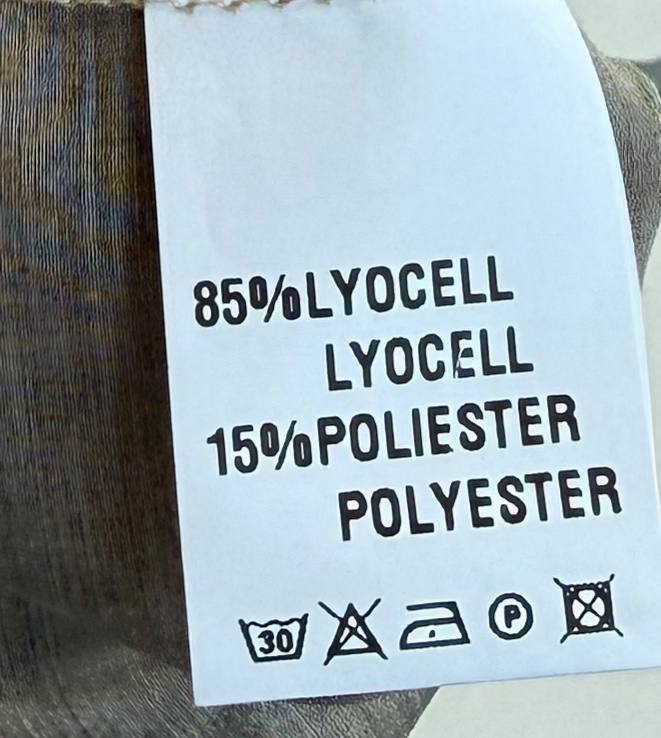 85%LYOCELL
LYOCELL
15%POLIESTER
POLYESTER
30 P